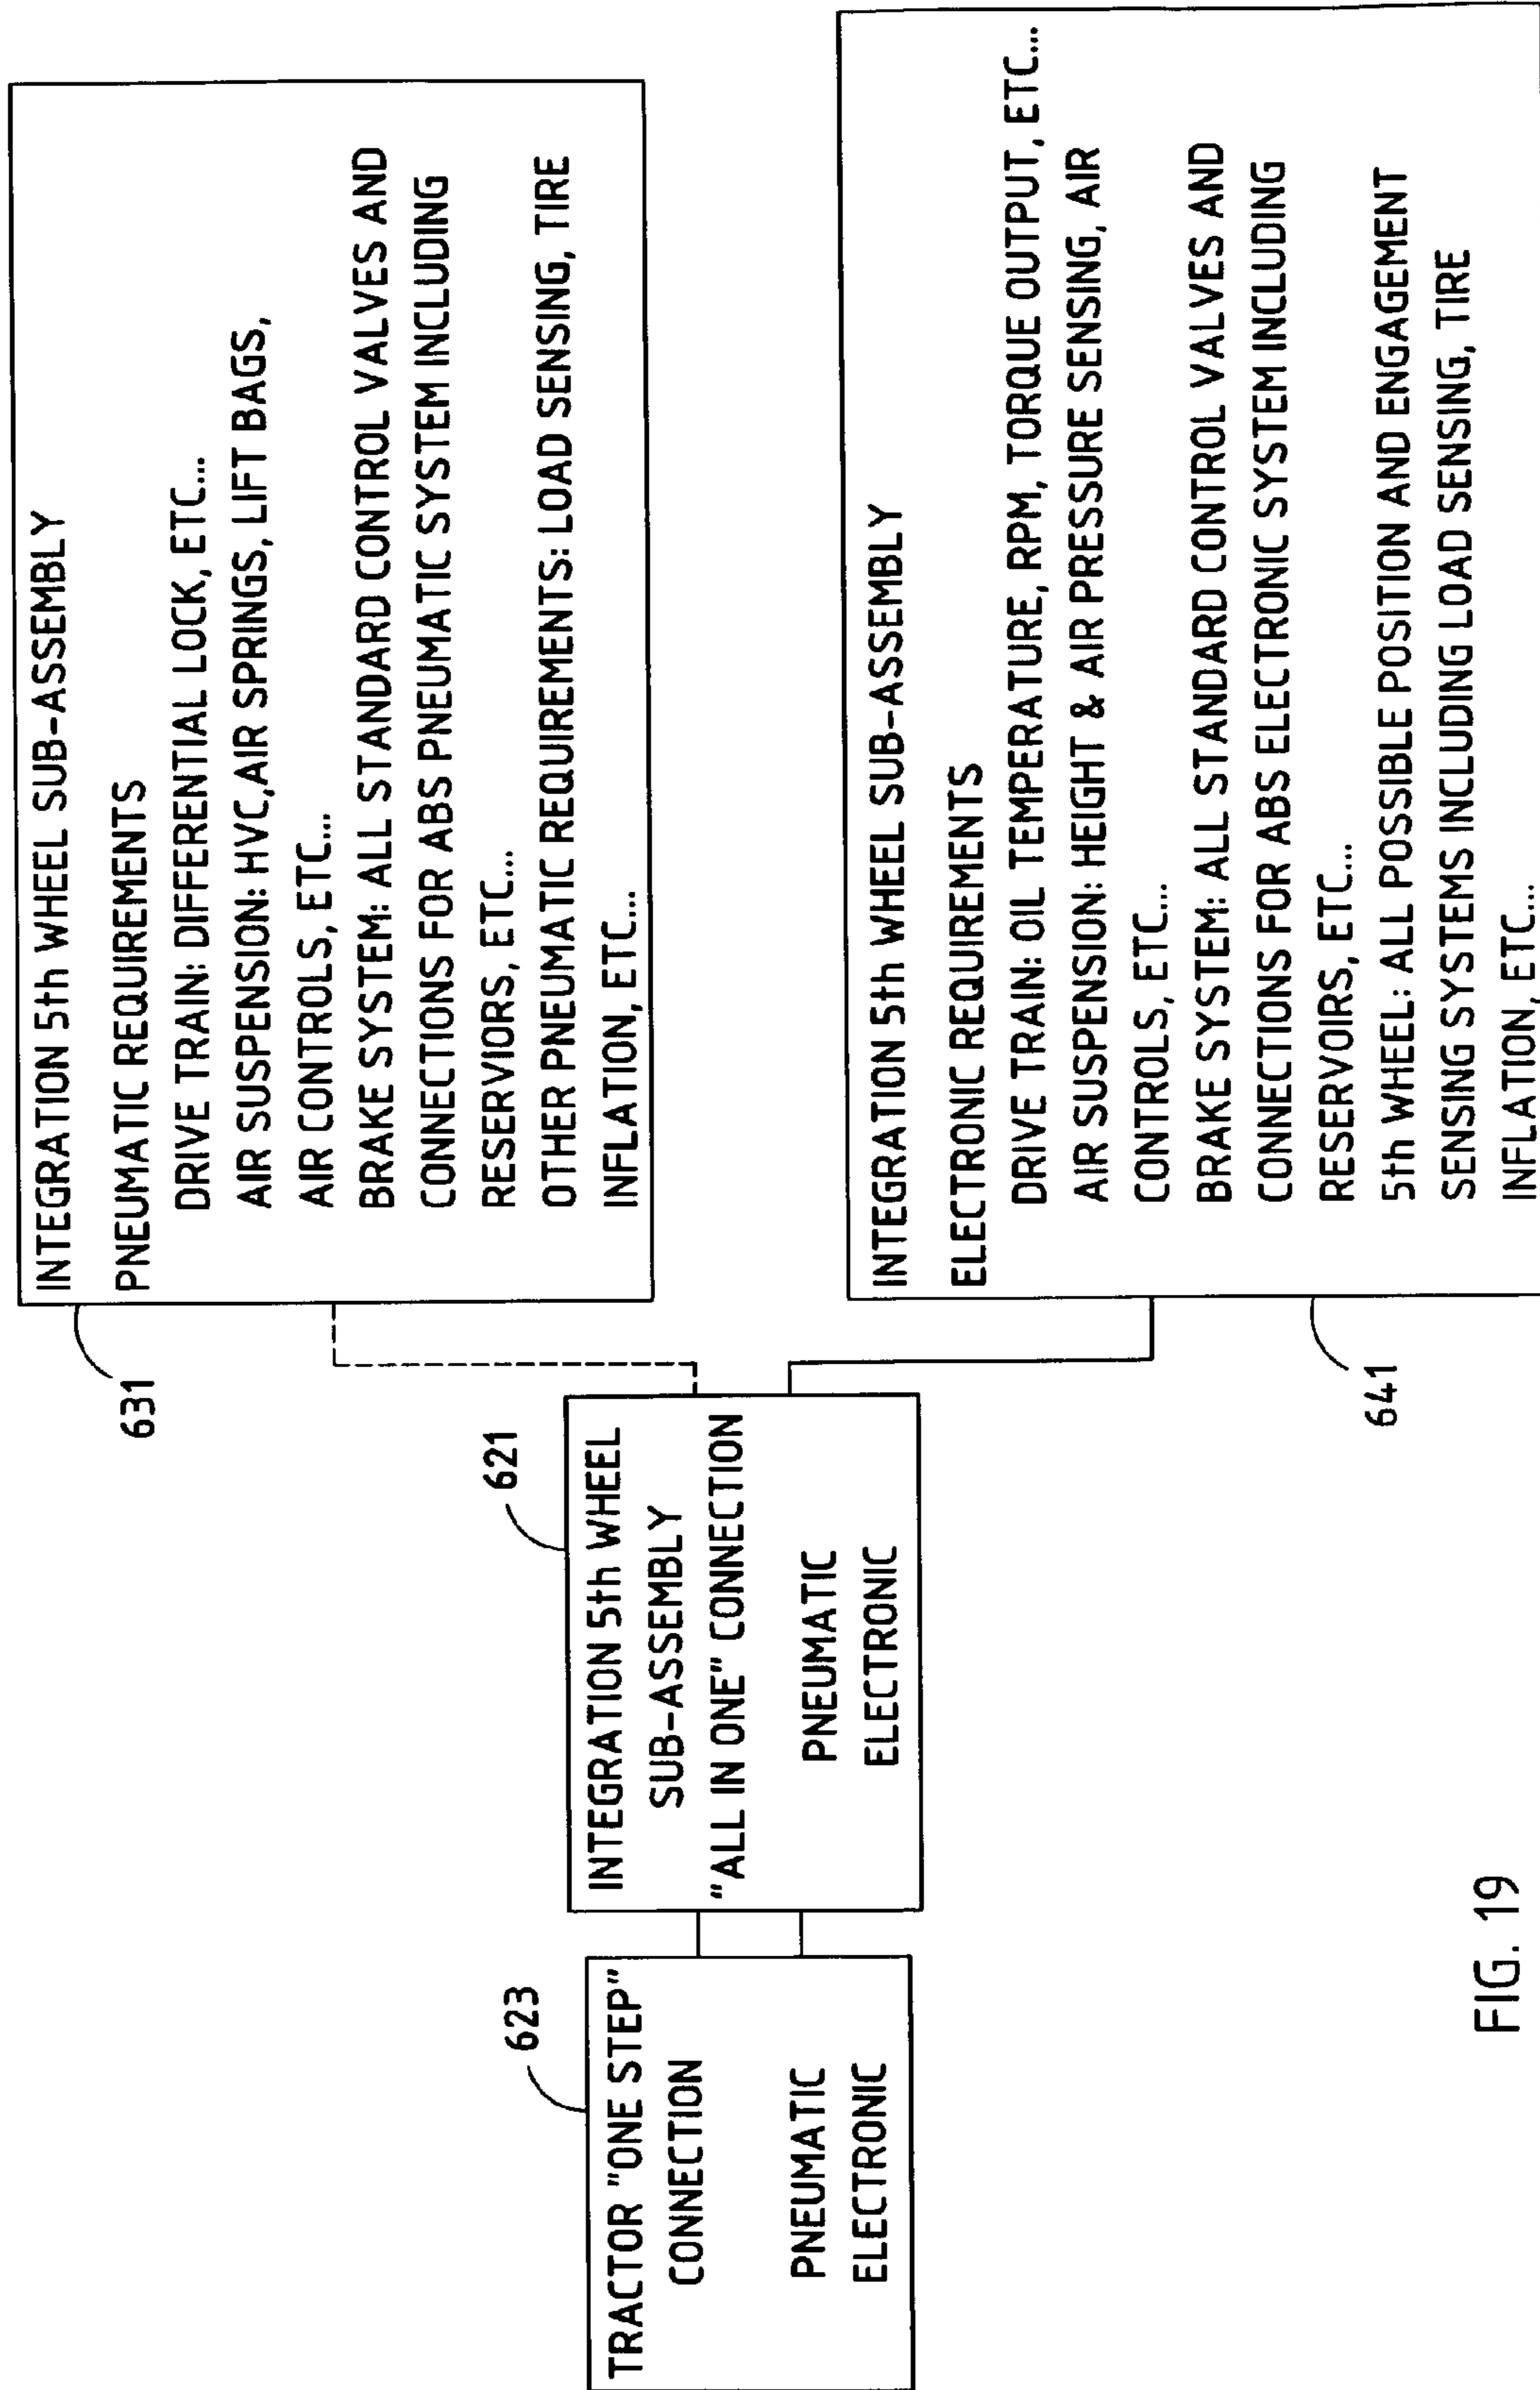 623
TRACTOR "ONE STEP"
CONNECTION
PNEUMATIC
ELECTRONIC
621
INTEGRATION 5th WHEEL
SUB-ASSEMBLY
"ALL IN ONE" CONNECTION
PNEUMATIC
ELECTRONIC
631
INTEGRATION 5th WHEEL SUB-ASSEMBLY
PNEUMATIC REQUIREMENTS
DRIVE TRAIN: DIFFERENTIAL LOCK, ETC...
AIR SUSPENSION: HVC,AIR SPRINGS, LIFT BAGS,
AIR CONTROLS, ETC...
BRAKE SYSTEM: ALL STANDARD CONTROL VALVES AND
CONNECTIONS FOR ABS PNEUMATIC SYSTEM INCLUDING
RESERVIORS, ETC...
OTHER PNEUMATIC REQUIREMENTS: LOAD SENSING, TIRE
INFLATION, ETC...
641
INTEGRATION 5th WHEEL SUB-ASSEMBLY
ELECTRONIC REQUIREMENTS
DRIVE TRAIN: OIL TEMPERATURE, RPM, TORQUE OUTPUT, ETC...
AIR SUSPENSION: HEIGHT & AIR PRESSURE SENSING, AIR
CONTROLS, ETC...
BRAKE SYSTEM: ALL STANDARD CONTROL VALVES AND
CONNECTIONS FOR ABS ELECTRONIC SYSTEM INCLUDING
RESERVOIRS, ETC...
5th WHEEL: ALL POSSIBLE POSITION AND ENGAGEMENT
SENSING SYSTEMS INCLUDING LOAD SENSING, TIRE
INFLATION, ETC...
FIG. 19